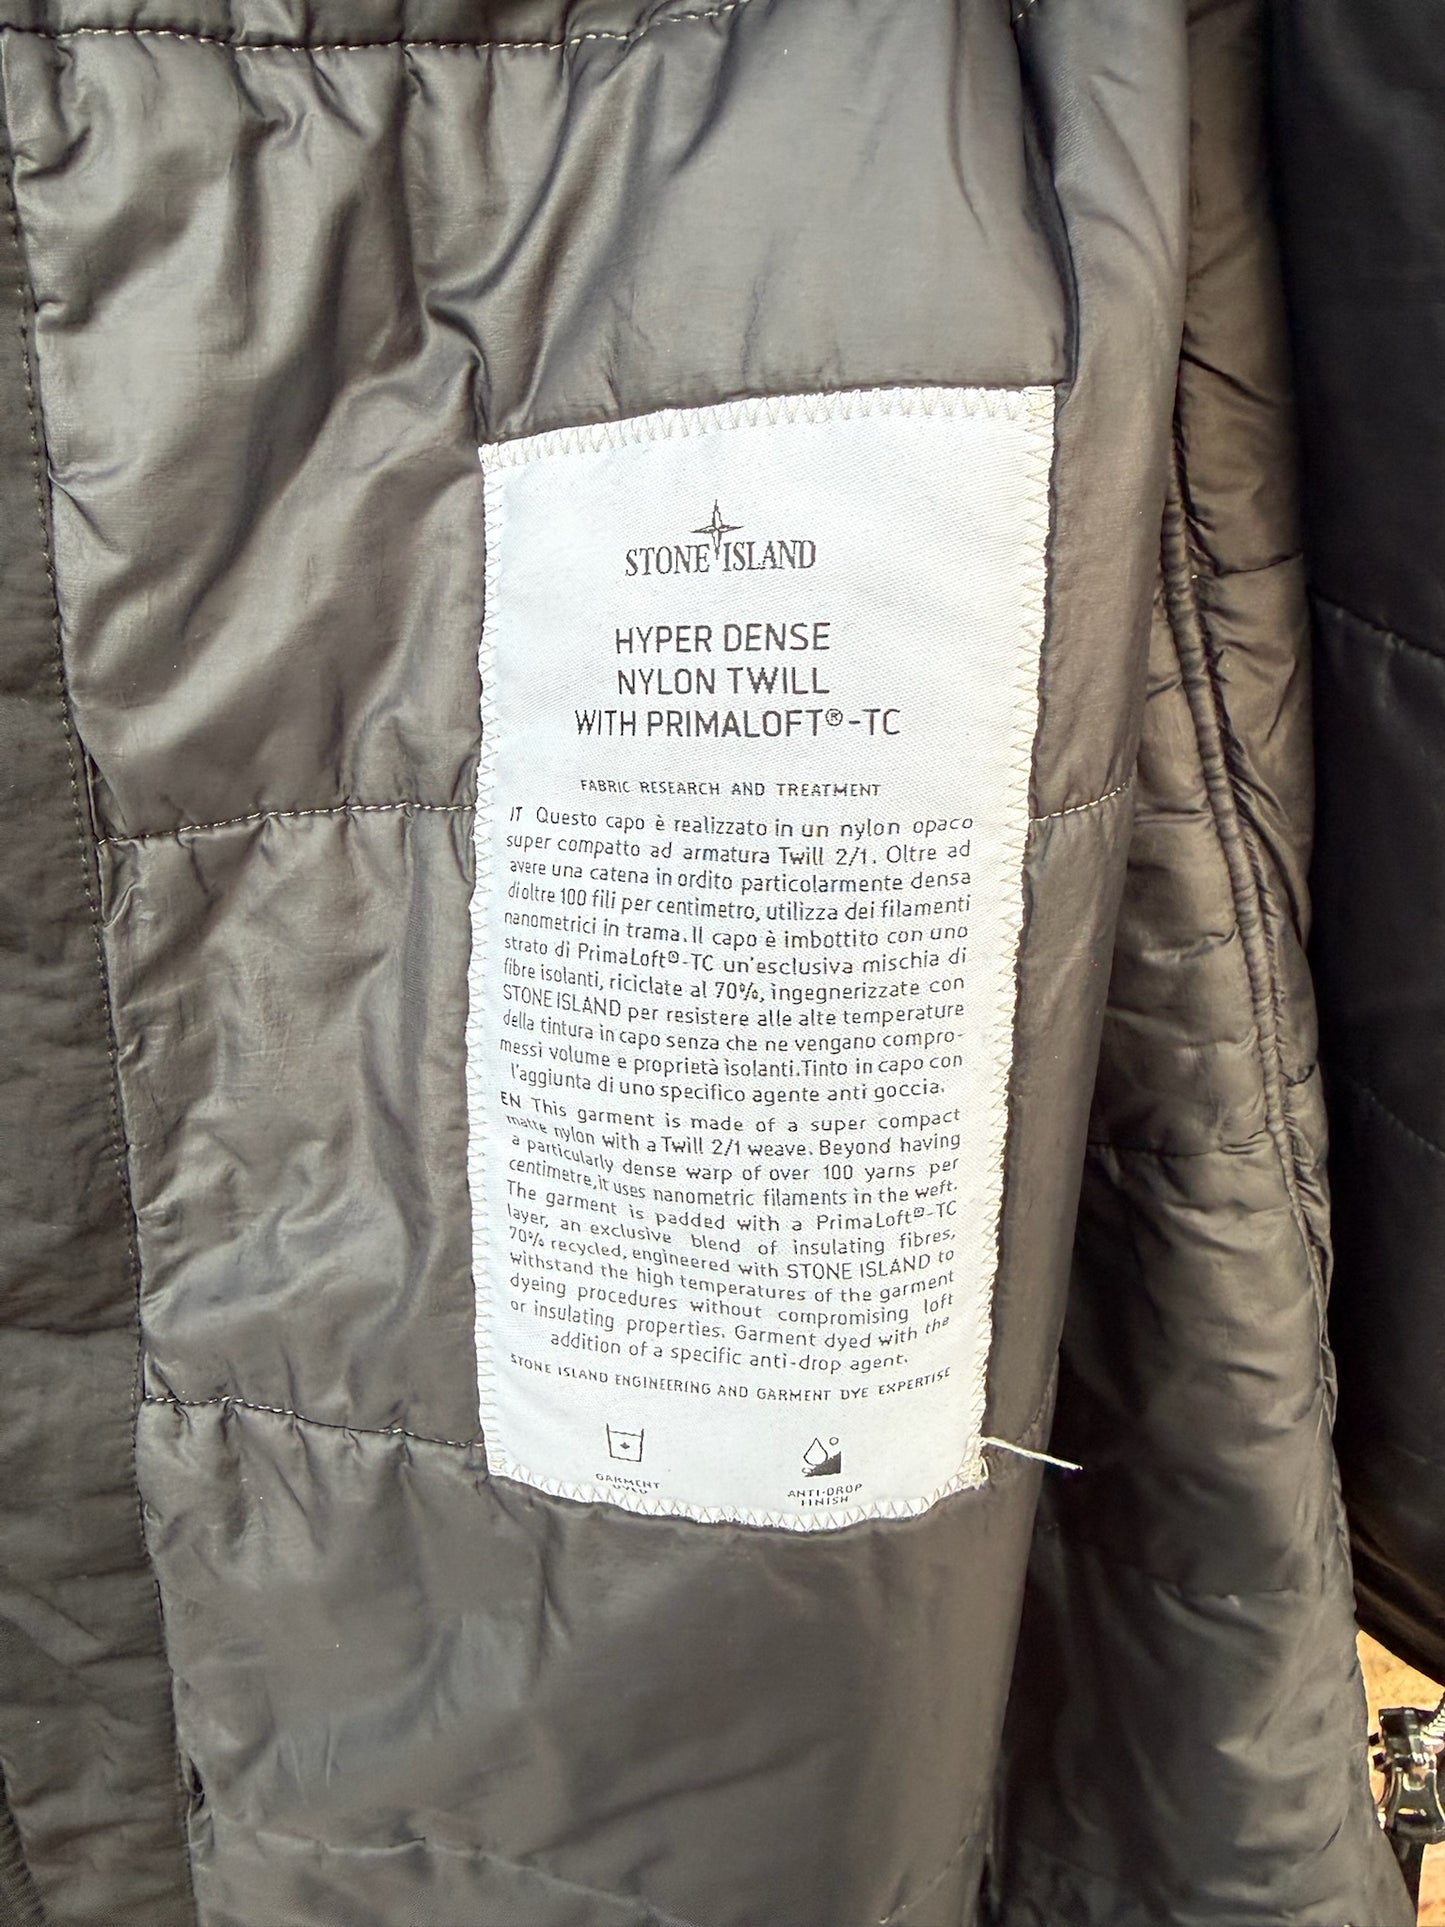 STONE ISLAND
HYPER DENSE
NYLON TWILL
WITH PRIMALOFT®-TC
FABRIC RESEARCH AND TREATMENT
IT Questo capo è realizzato in un nylon opaco
super compatto ad armatura Twill 2/1. Oltre ad
avere una catena in ordito particolarmente densa
di oltre 100 fili per centimetro, utilizza dei filamenti
nanometrici in trama. Il capo è imbottito con uno
strato di PrimaLoft®-TC un'esclusiva mischia di
fibre isolanti, riciclate al 70%, ingegnerizzate con
STONE ISLAND per resistere alle alte temperature
della tintura in capo senza che ne vengano compro-
messi volume e proprietà isolanti. Tinto in capo con
l'aggiunta di uno specifico agente anti goccia.
EN This garment is made of a super compact
matte nylon with a Twill 2/1 weave. Beyond having
a particularly dense warp of over 100 yarns per
centimetre, it uses nanometric filaments in the weft.
The garment is padded with a PrimaLoft®-TC
layer, an exclusive blend of insulating fibres,
70% recycled, engineered with STONE ISLAND to
withstand the high temperatures of the garment
dyeing procedures without compromising loft
or insulating properties. Garment dyed with the
addition of a specific anti-drop agent.
STONE ISLAND ENGINEERING AND GARMENT DYE EXPERTISE
GARMENT
DYED
ANTI-DROP
FINISH